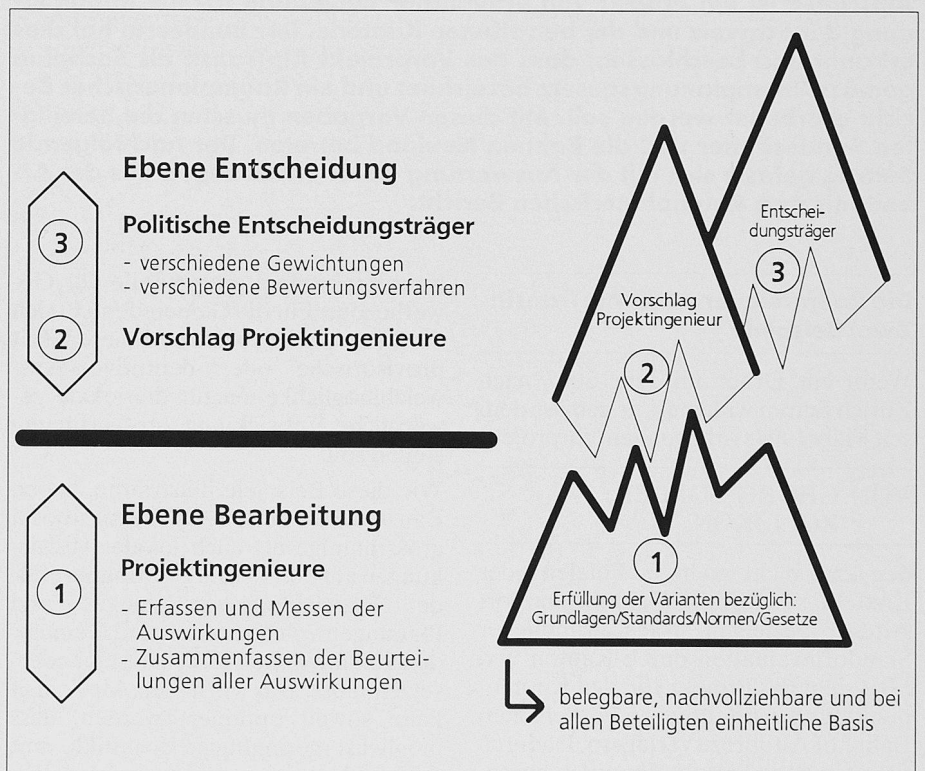 Ebene Entscheidung
3
Politische Entscheidungsträger
- verschiedene Gewichtungen
- verschiedene Bewertungsverfahren
2
Vorschlag Projektingenieure
Ebene Bearbeitung
Projektingenieure
1
- Erfassen und Messen der
Auswirkungen
- Zusammenfassen der Beurtei-
lungen aller Auswirkungen
Entschei-
dungsträger
3
Vorschlag
Projektingenieur
2
1
Erfüllung der Varianten bezüglich:
Grundlagen/Standards/Normen/Gesetze
belegbare, nachvollziehbare und bei
allen Beteiligten einheitliche Basis